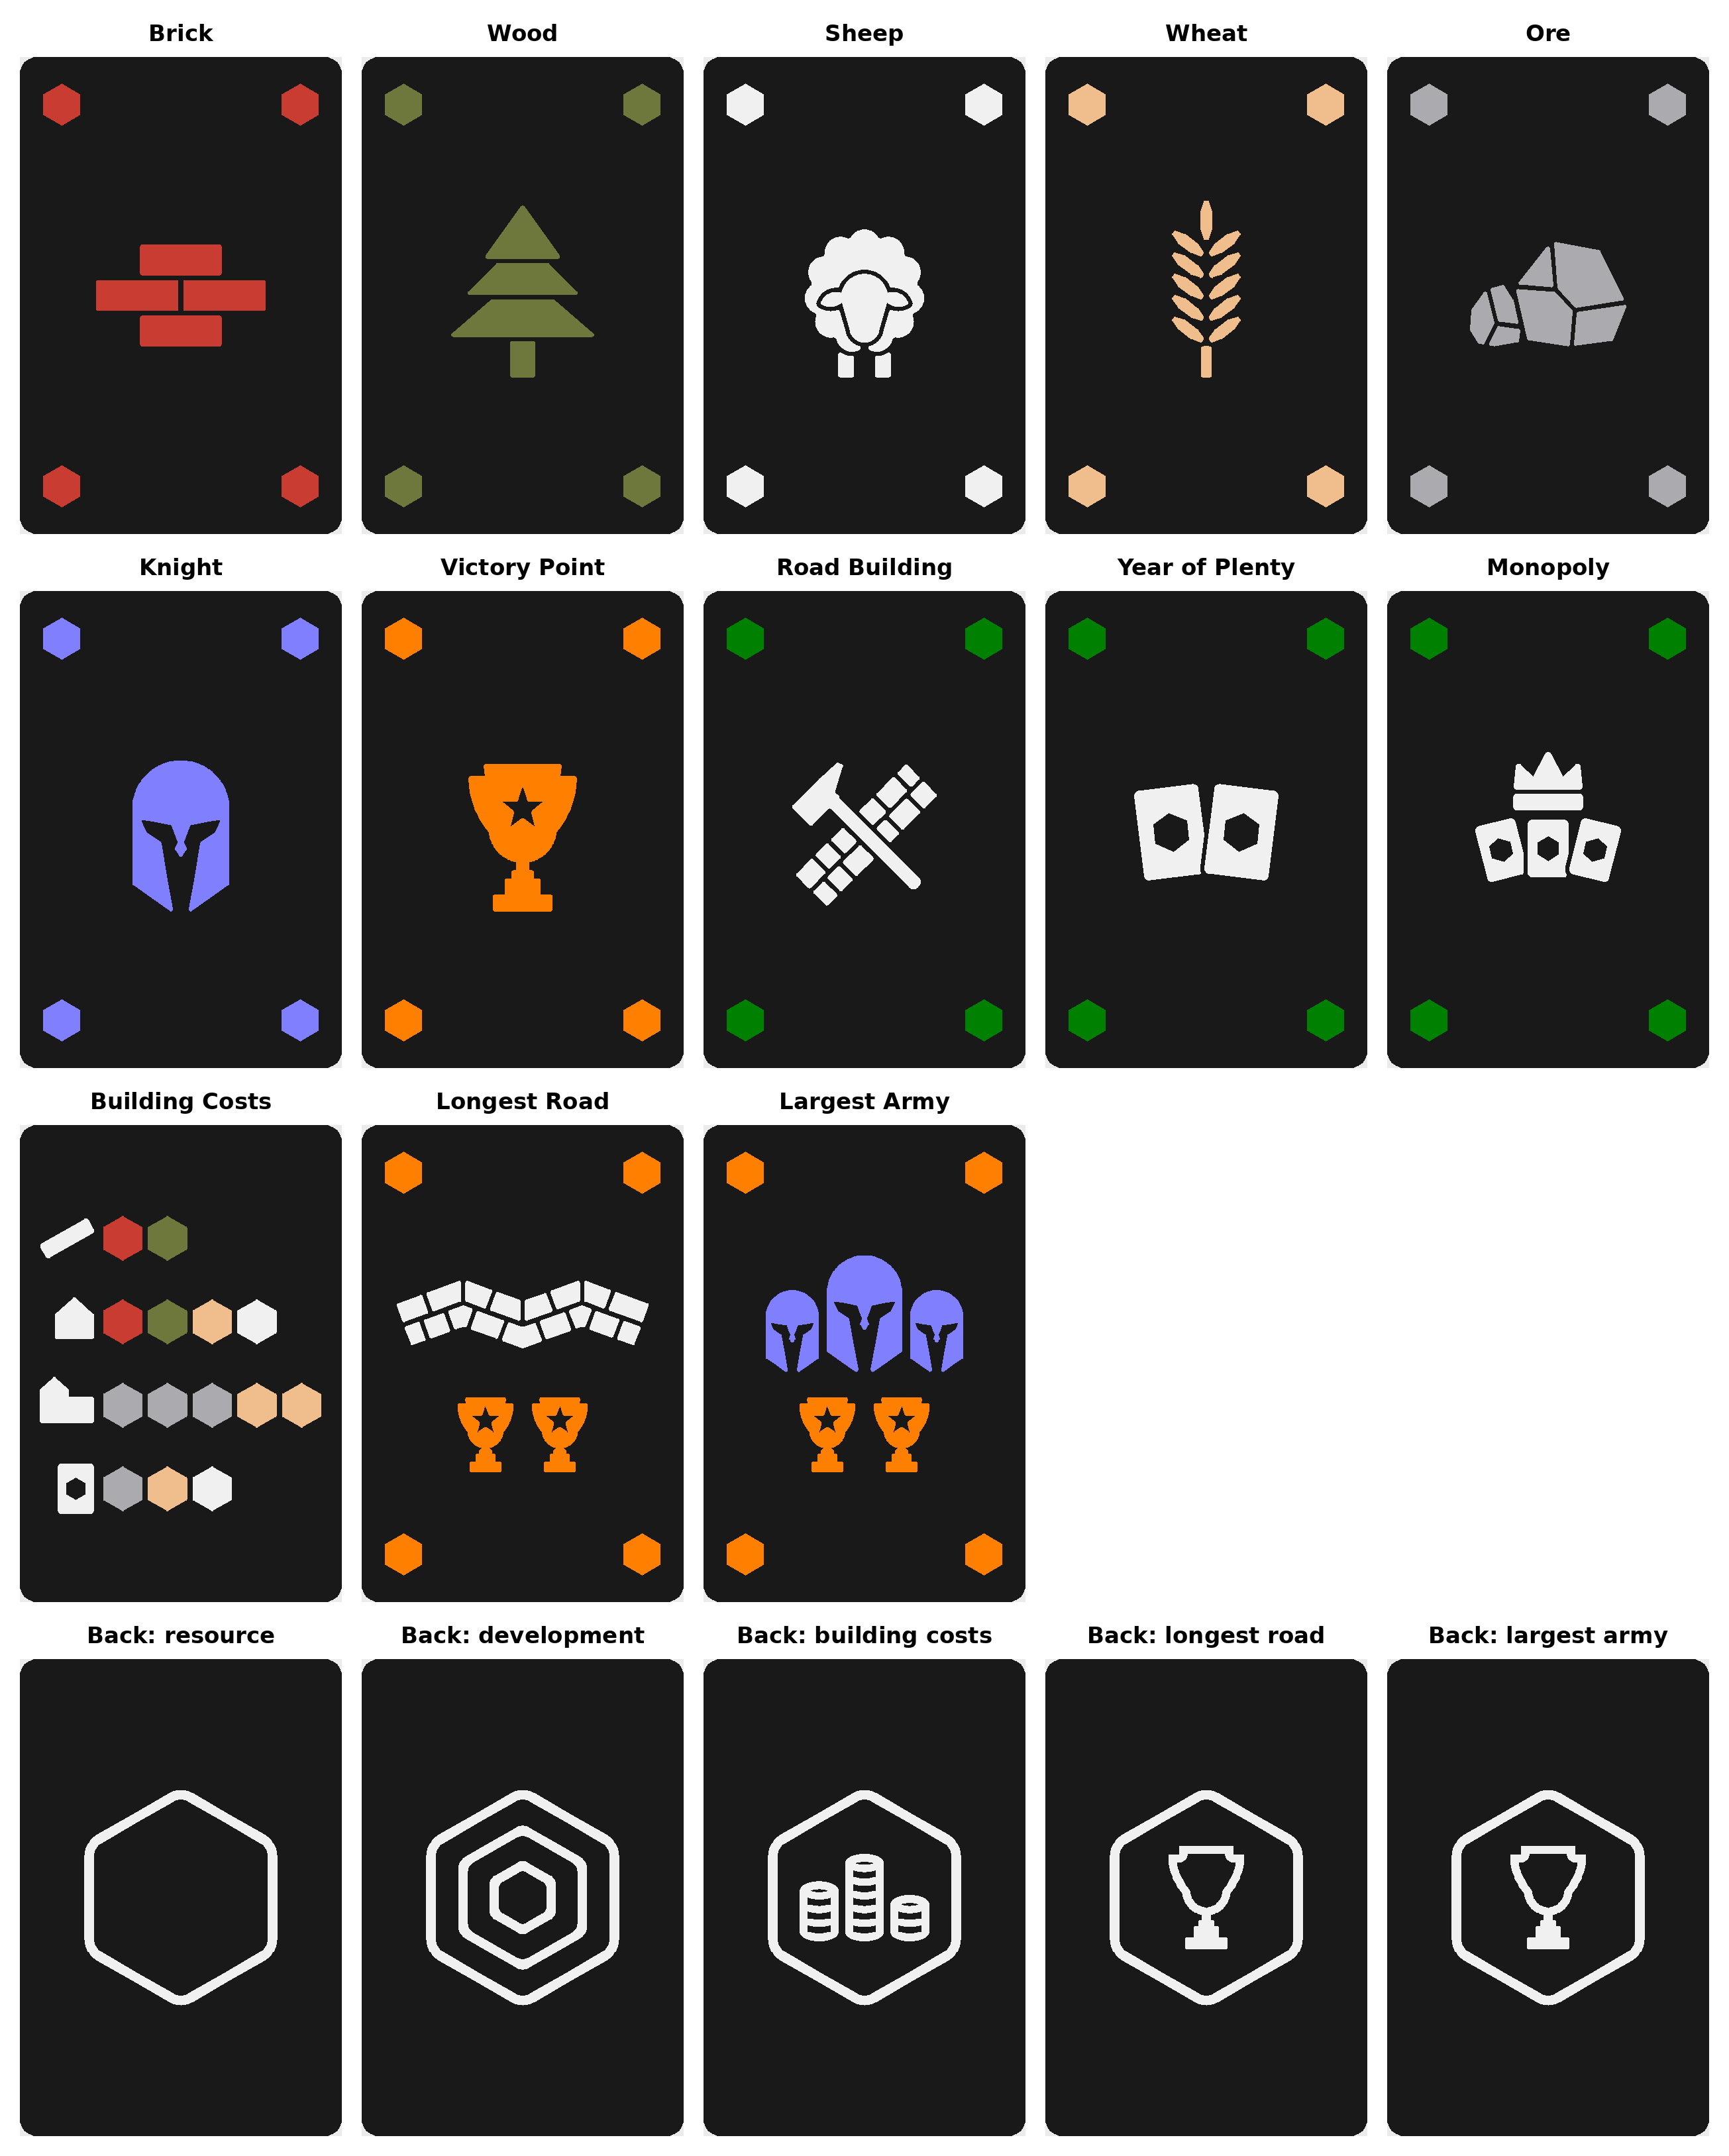 Brick
Wood
Sheep
Wheat
Ore
Knight
Victory Point
Road Building
Year of Plenty
Monopoly
Building Costs
Longest Road
Largest Army
Back: resource
Back: development
Back: building costs
Back: longest road
Back: largest army